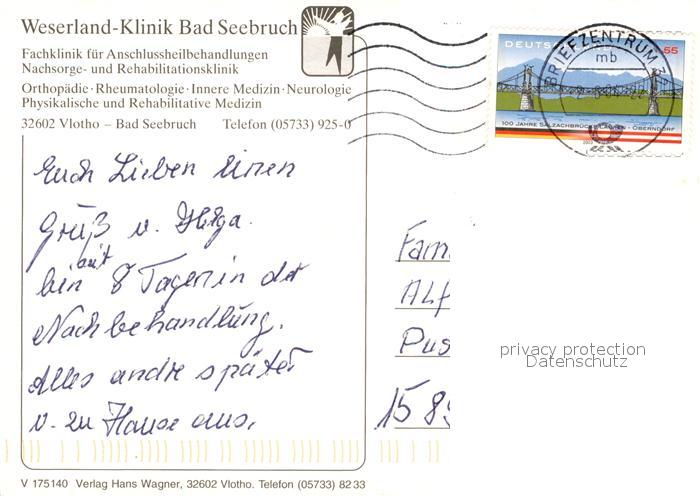 Weserland-Klinik Bad Seebruch
Fachklinik für Anschlussheilbehandlungen
Nachsorge- und Rehabilitationsklinik
Orthopädie · Rheumatologie · Innere Medizin · Neurologie
Physikalische und Rehabilitative Medizin
32602 Vlotho – Bad Seebruch Telefon (05733) 925-0
DEUTSCHLAND 55
BRIEFZENTRUM
mb
100 JAHRE SALZACHBRÜCKE LAUFEN - OBERNDORF
Euch Lieben einen
Gruß v. Helga.
bin seit 8 Tagen in der
Nachbehandlung.
Alles andre später
v. zu Hause aus.
Fam.
Alf
Pus
15 89
privacy protection
Datenschutz
V 175140 Verlag Hans Wagner, 32602 Vlotho. Telefon (05733) 82 33